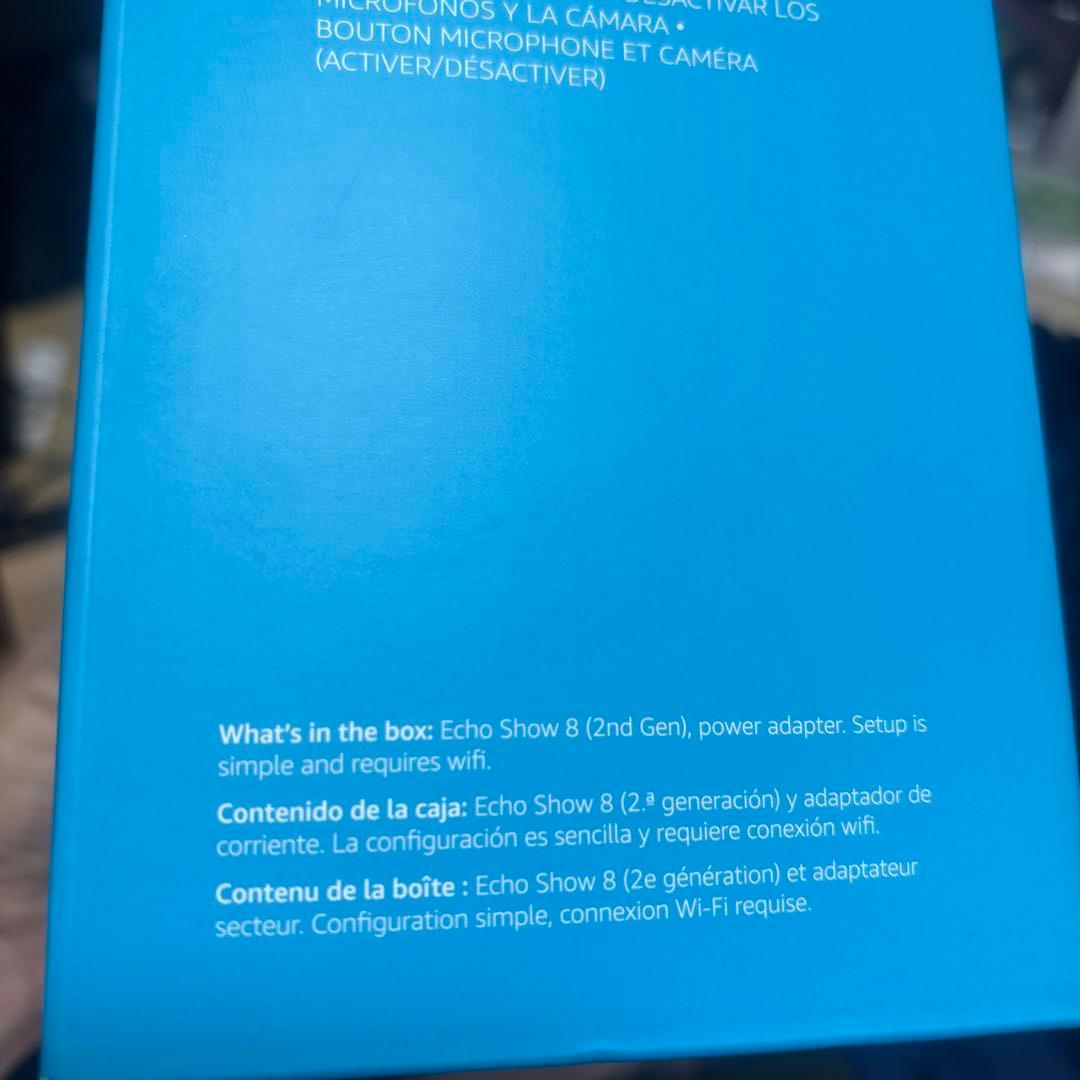 DESACTIVAR LOS
MICRÓFONOS Y LA CÁMARA •
BOUTON MICROPHONE ET CAMÉRA
(ACTIVER/DÉSACTIVER)
What's in the box: Echo Show 8 (2nd Gen), power adapter. Setup is
simple and requires wifi.
Contenido de la caja: Echo Show 8 (2.ª generación) y adaptador de
corriente. La configuración es sencilla y requiere conexión wifi.
Contenu de la boîte : Echo Show 8 (2e génération) et adaptateur
secteur. Configuration simple, connexion Wi-Fi requise.